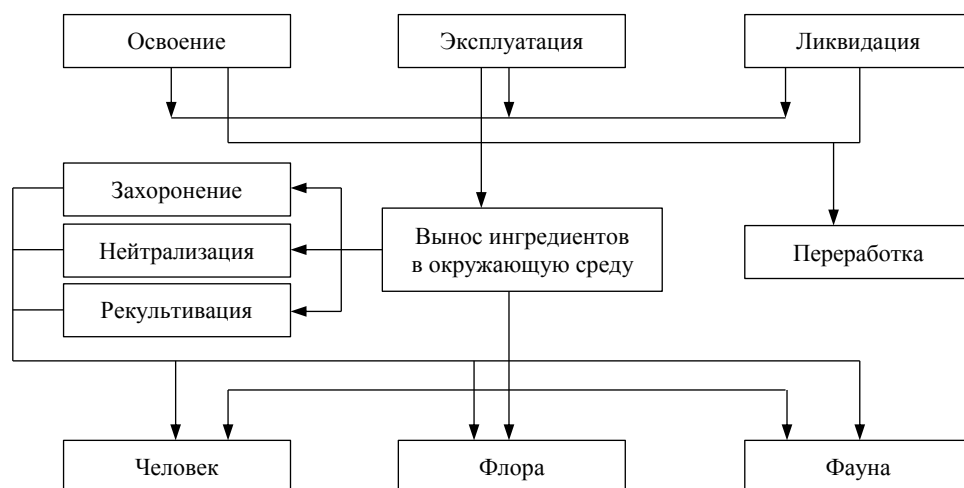 Освоение
Эксплуатация
Ликвидация
Захоронение
Нейтрализация
Рекультивация
Вынос ингредиентов
в окружающую среду
Переработка
Человек
Флора
Фауна